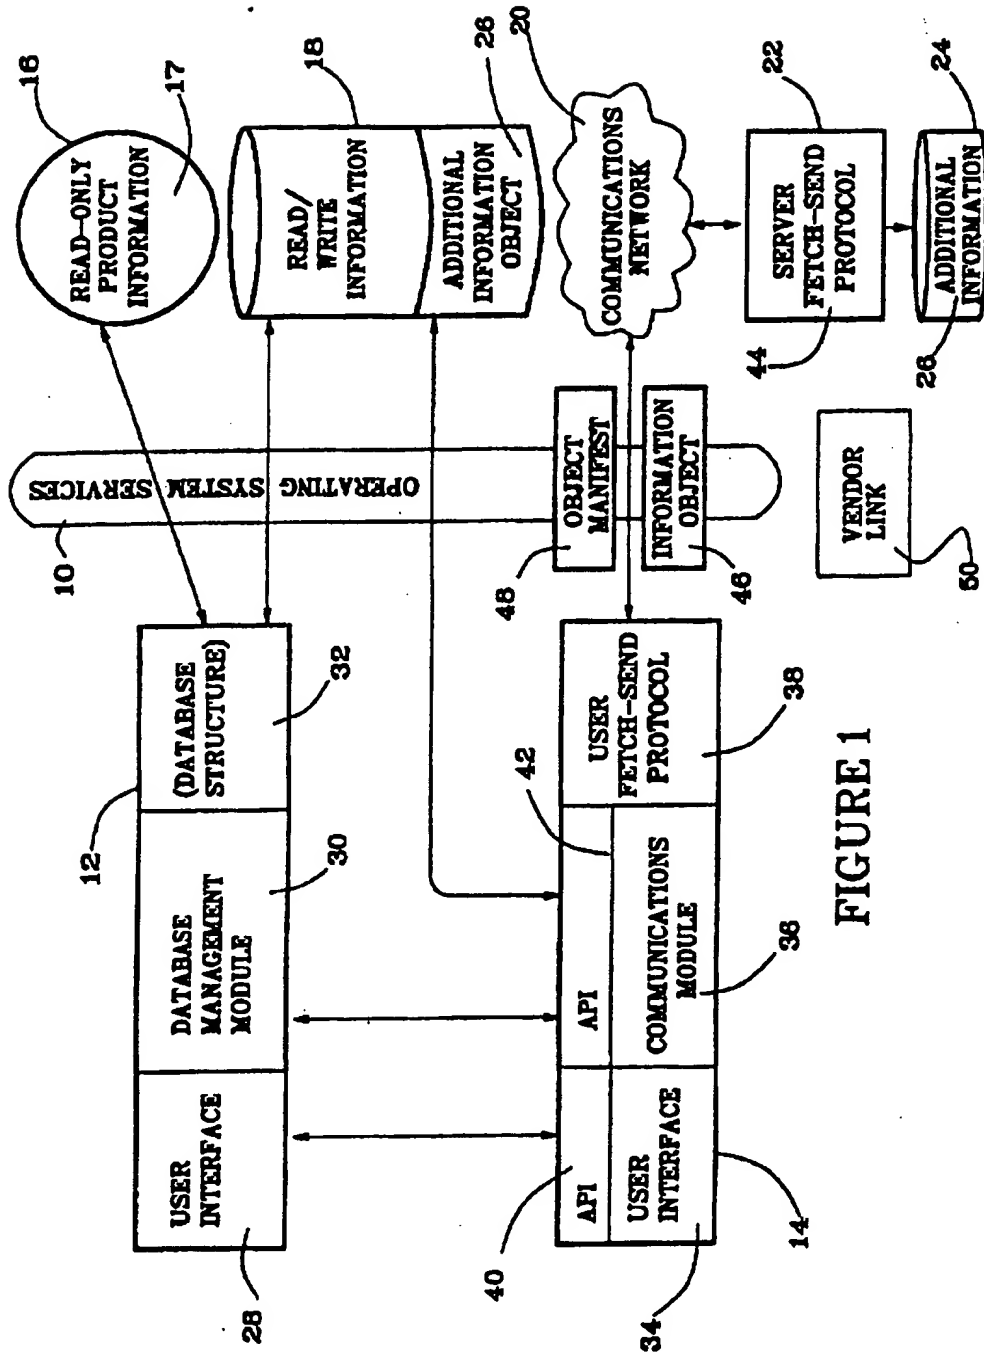 16
READ-ONLY
PRODUCT
INFORMATION
17
12
10
OPERATING SYSTEM SERVICES
18
READ/
WRITE
INFORMATION
ADDITIONAL
INFORMATION
OBJECT
26
USER
INTERFACE
28
DATABASE
MANAGEMENT
MODULE
30
(DATABASE
STRUCTURE)
32
20
COMMUNICATIONS
NETWORK
48
OBJECT
MANIFEST
INFORMATION
OBJECT
46
40
API
API
42
USER
INTERFACE
34
14
COMMUNICATIONS
MODULE
36
USER
FETCH-SEND
PROTOCOL
38
22
SERVER
FETCH-SEND
PROTOCOL
44
24
ADDITIONAL
INFORMATION
26
VENDOR
LINK
50
FIGURE 1